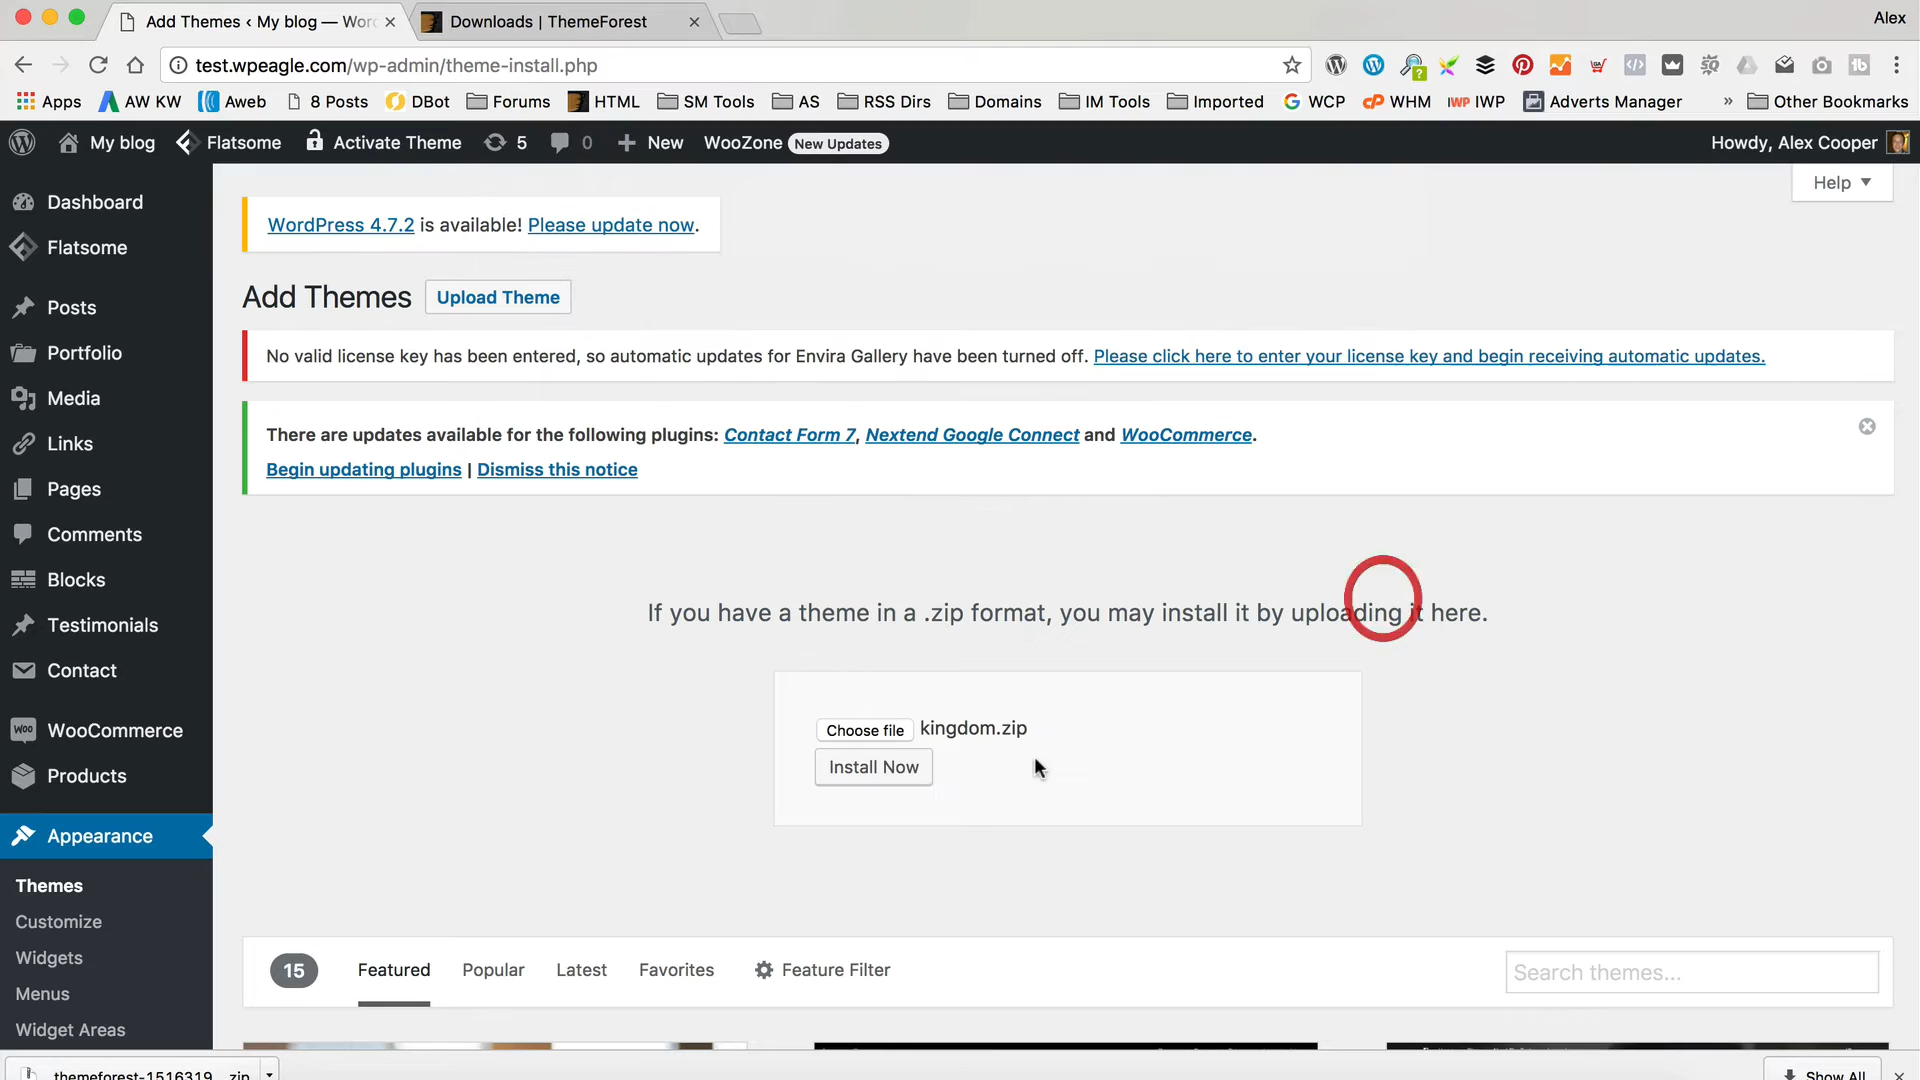 Add Themes ‹ My blog — Word
Downloads | ThemeForest
Alex
test.wpeagle.com/wp-admin/theme-install.php
Apps AW KW Aweb 8 Posts DBot Forums HTML SM Tools AS RSS Dirs Domains IM Tools Imported WCP WHM IWP IWP Adverts Manager » Other Bookmarks
My blog Flatsome Activate Theme 5 0 New WooZone New Updates Howdy, Alex Cooper
Help
Dashboard
Flatsome
Posts
Portfolio
Media
Links
Pages
Comments
Blocks
Testimonials
Contact
Woo WooCommerce
Products
Appearance
Themes
Customize
Widgets
Menus
Widget Areas
WordPress 4.7.2 is available! Please update now.
Add Themes Upload Theme
No valid license key has been entered, so automatic updates for Envira Gallery have been turned off. Please click here to enter your license key and begin receiving automatic updates.
There are updates available for the following plugins: Contact Form 7, Nextend Google Connect and WooCommerce.
Begin updating plugins | Dismiss this notice
If you have a theme in a .zip format, you may install it by uploading it here.
Choose file kingdom.zip
Install Now
15 Featured Popular Latest Favorites Feature Filter Search themes...
themeforest-1516319....zip
Show All